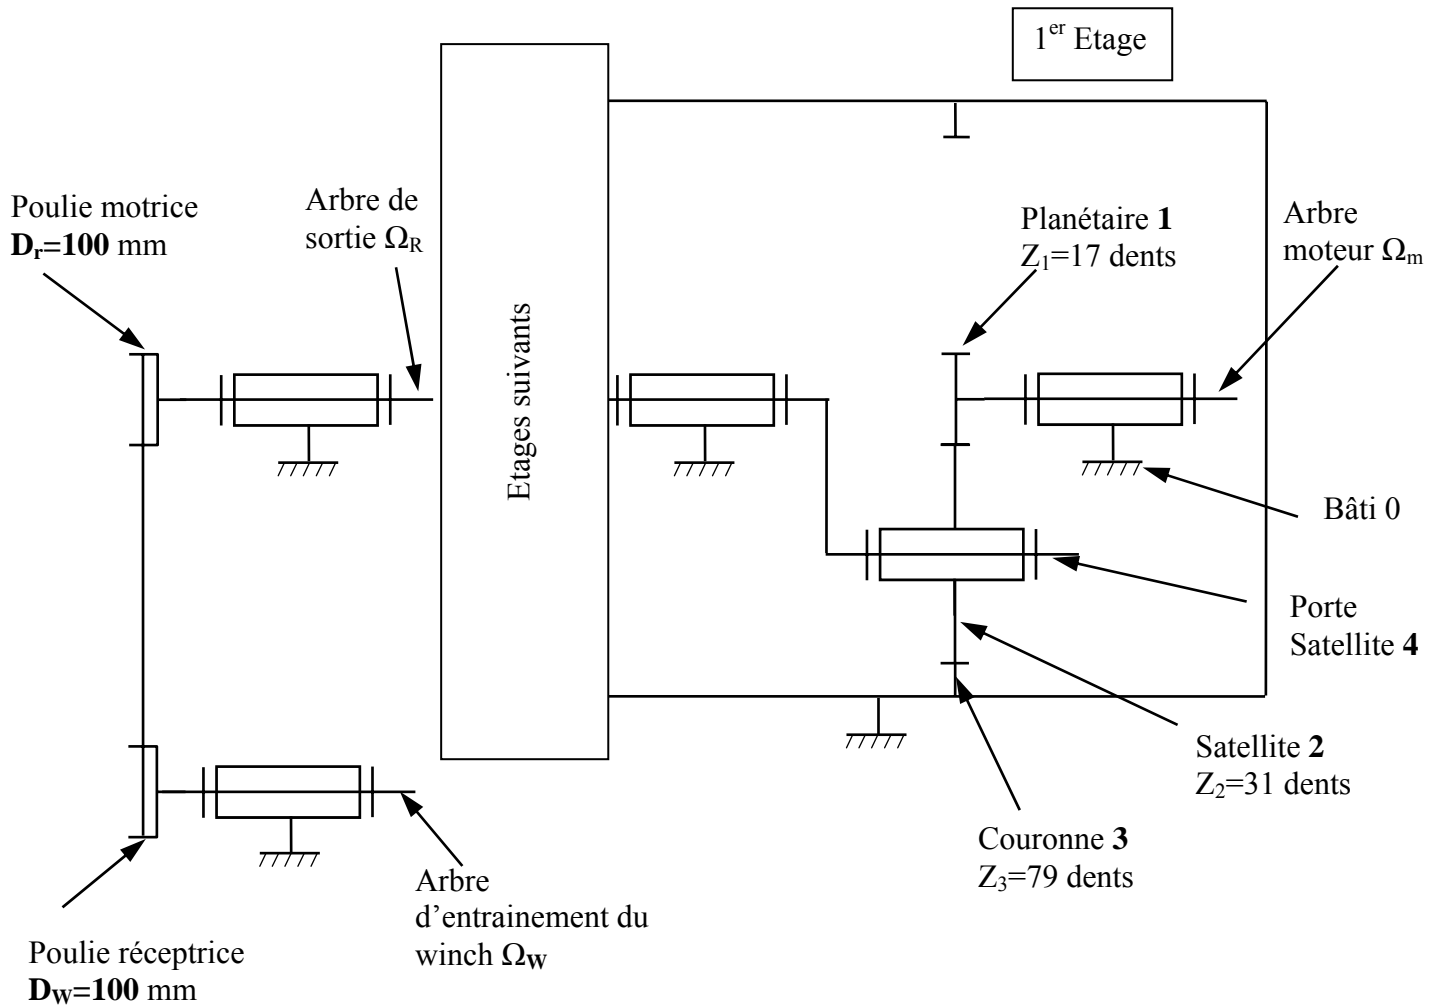 1er Etage
Poulie motrice
Dr=100 mm
Arbre de
sortie ΩR
Planétaire 1
Z1=17 dents
Arbre
moteur Ωm
Etages suivants
Bâti 0
Porte
Satellite 4
Satellite 2
Z2=31 dents
Couronne 3
Z3=79 dents
Arbre
d’entrainement du
winch ΩW
Poulie réceptrice
DW=100 mm